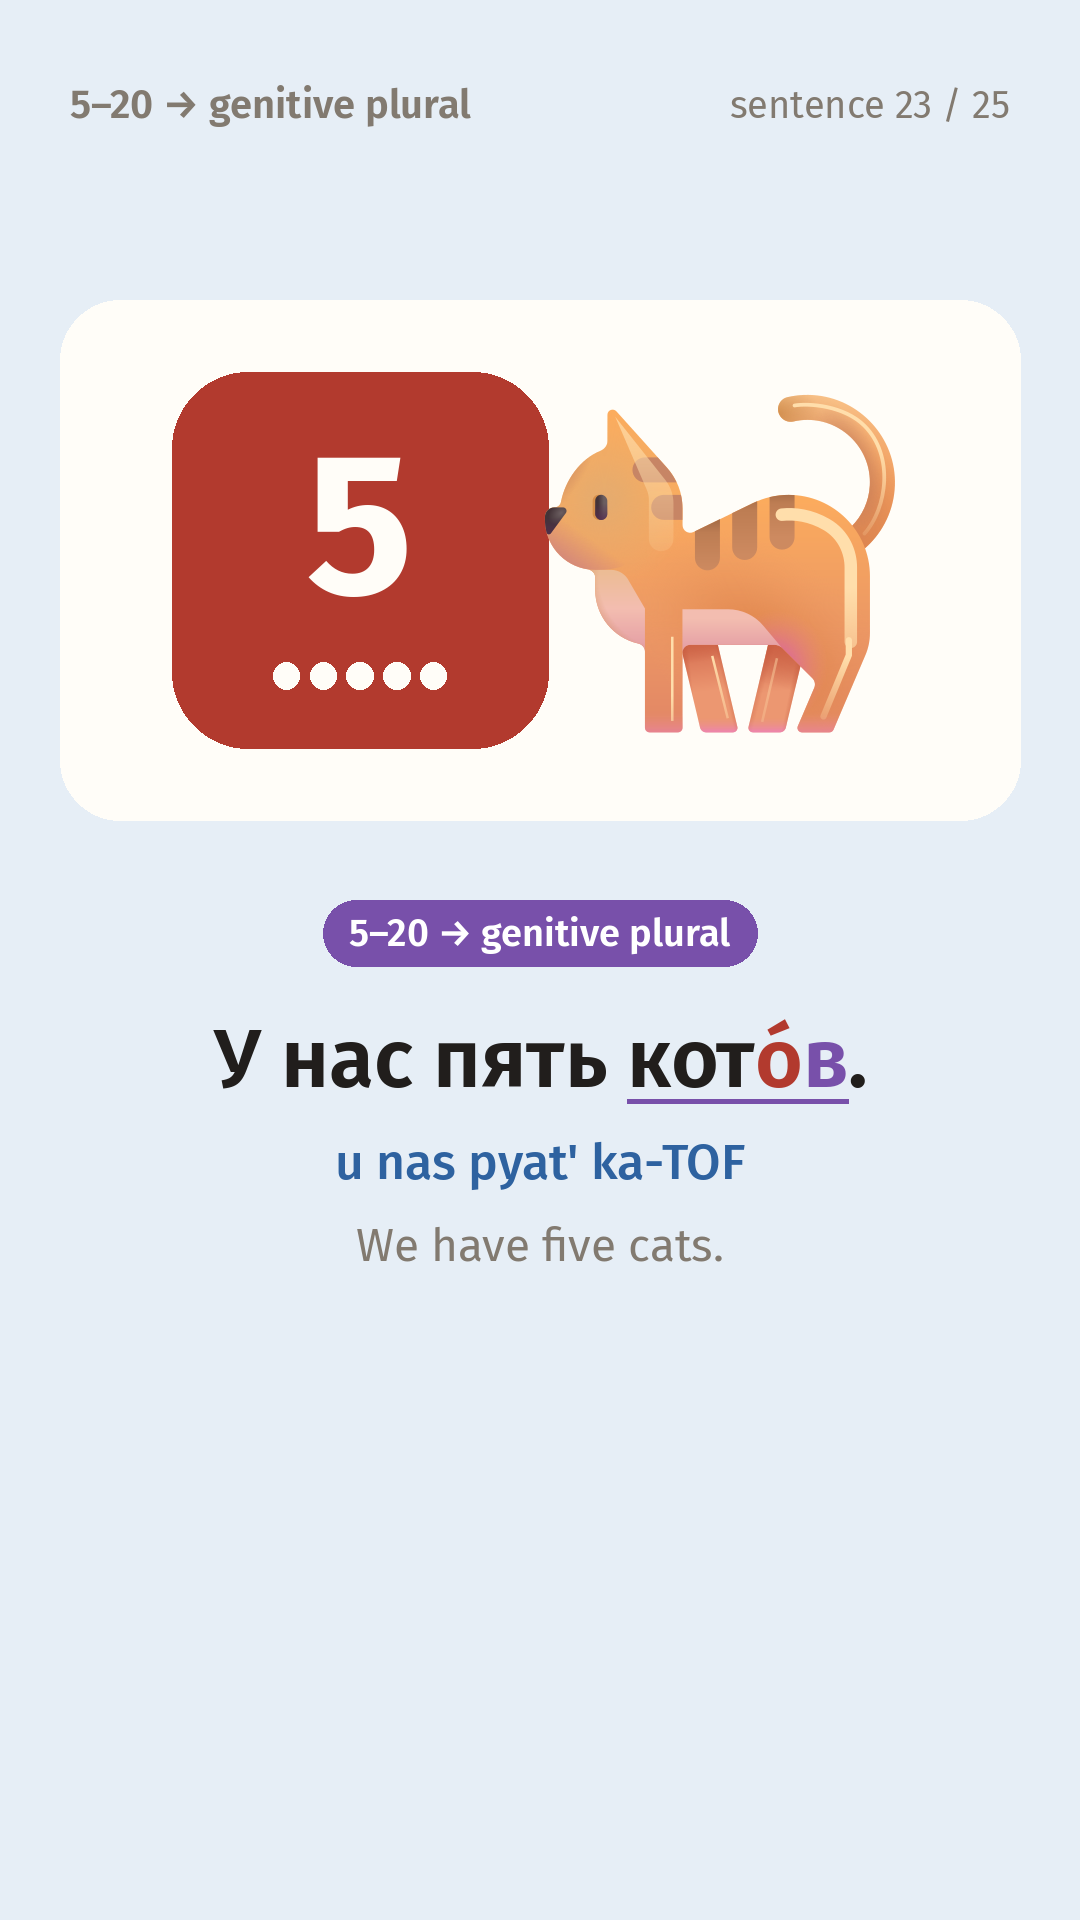 5–20 → genitive plural
sentence 23 / 25
5
5–20 → genitive plural
У нас пять кото́в.
u nas pyat' ka-TOF
We have five cats.